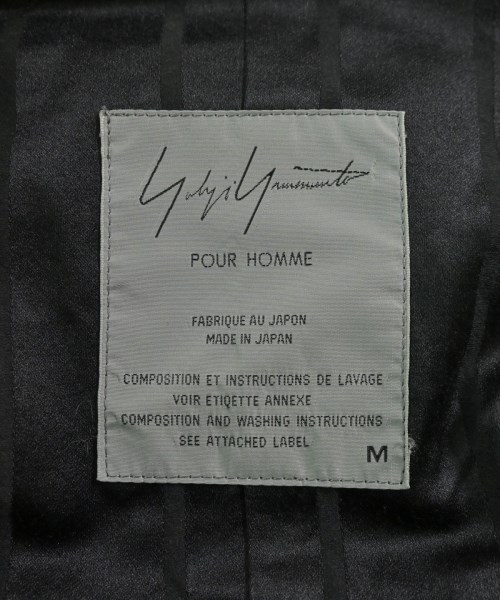 Yohji Yamamoto
POUR HOMME
FABRIQUE AU JAPON
MADE IN JAPAN
COMPOSITION ET INSTRUCTIONS DE LAVAGE
VOIR ETIQETTE ANNEXE
COMPOSITION AND WASHING INSTRUCTIONS
SEE ATTACHED LABEL
M